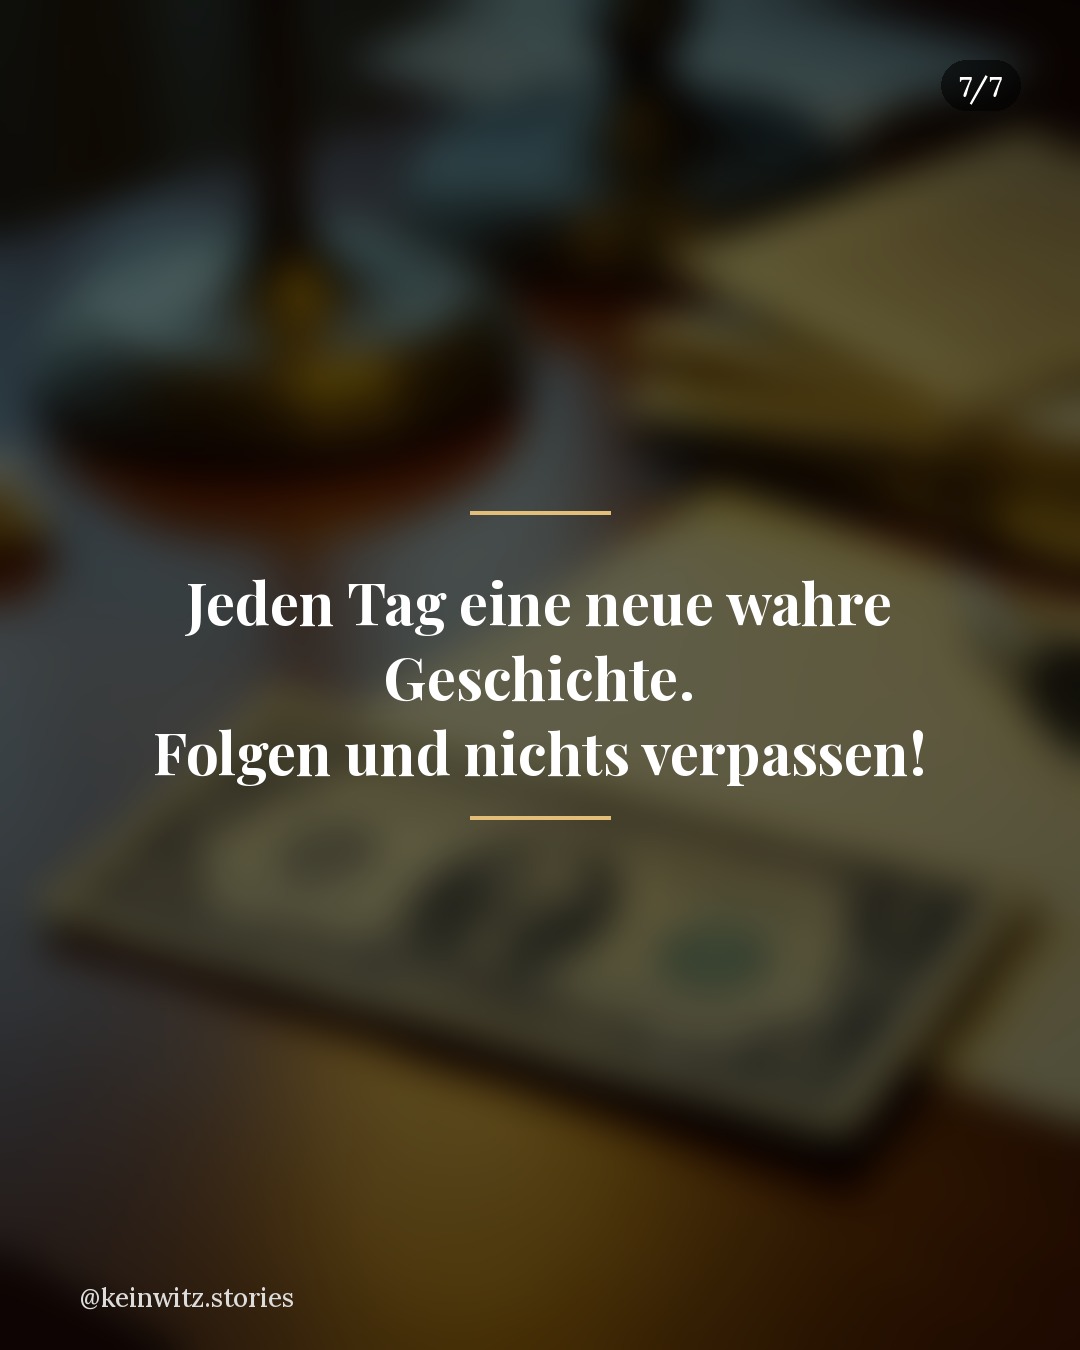 7/7
Jeden Tag eine neue wahre
Geschichte.
Folgen und nichts verpassen!
@keinwitz.stories